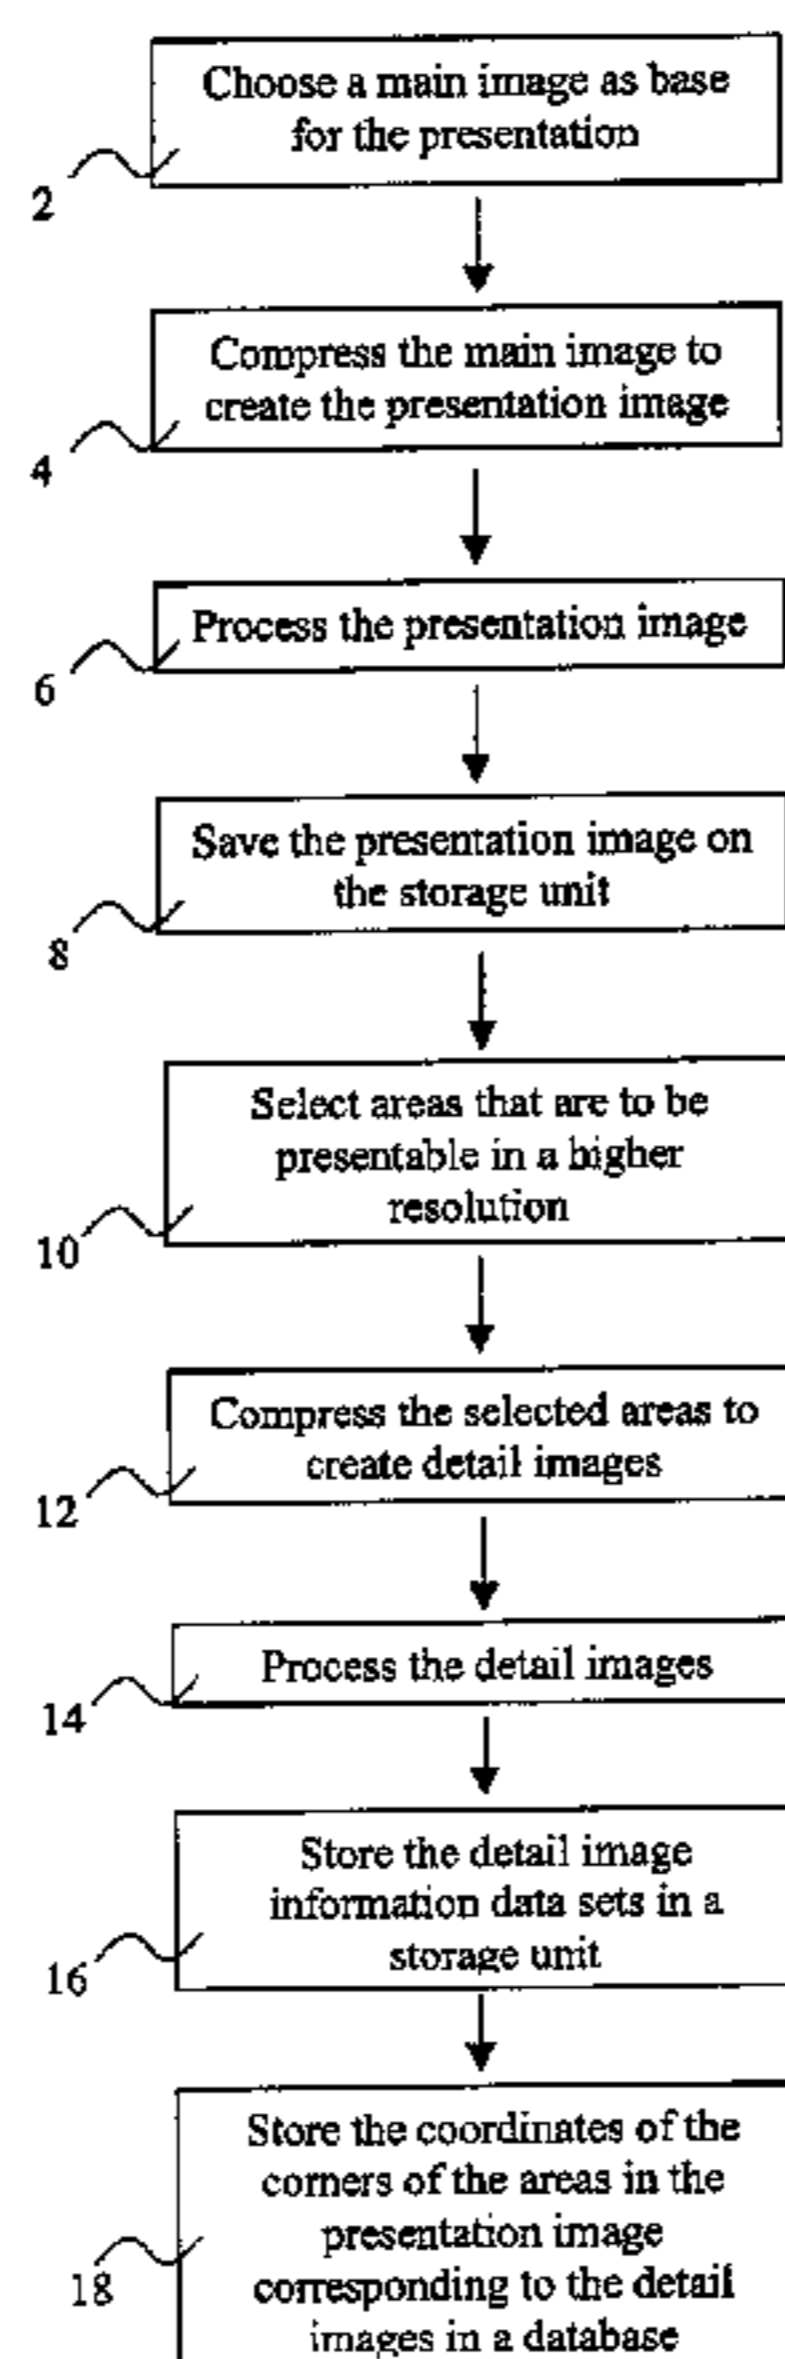 Choose a main image as base
for the presentation
2
Compress the main image to
create the presentation image
4
Process the presentation image
6
Save the presentation image on
the storage unit
8
Select areas that are to be
presentable in a higher
resolution
10
Compress the selected areas to
create detail images
12
Process the detail images
14
Store the detail image
information data sets in a
storage unit
16
Store the coordinates of the
corners of the areas in the
presentation image
corresponding to the detail
images in a database
18